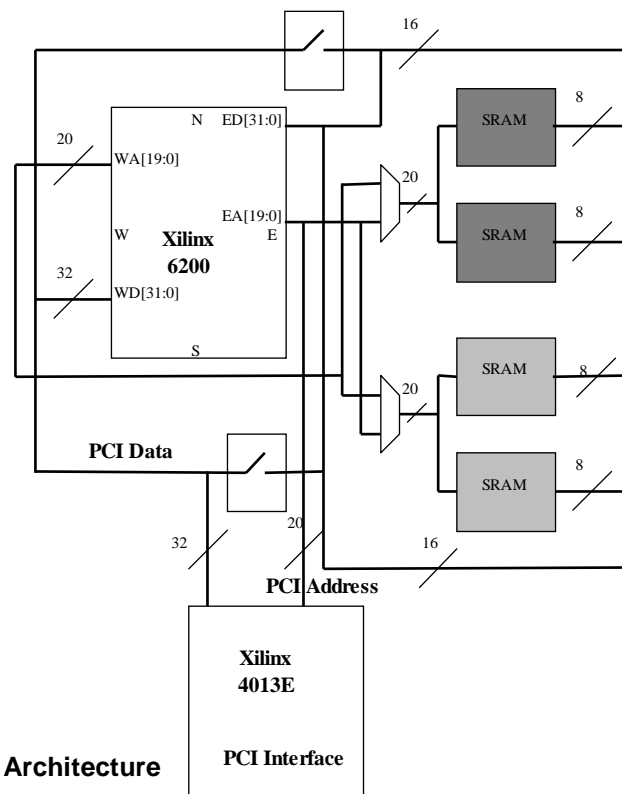 16
N ED[31:0]
20
WA[19:0]
8
SRAM
20
EA[19:0]
W E
Xilinx
6200
8
SRAM
32
WD[31:0]
S
8
SRAM
20
PCI Data
8
SRAM
32
20
16
PCI Address
Xilinx
4013E
Architecture
PCI Interface